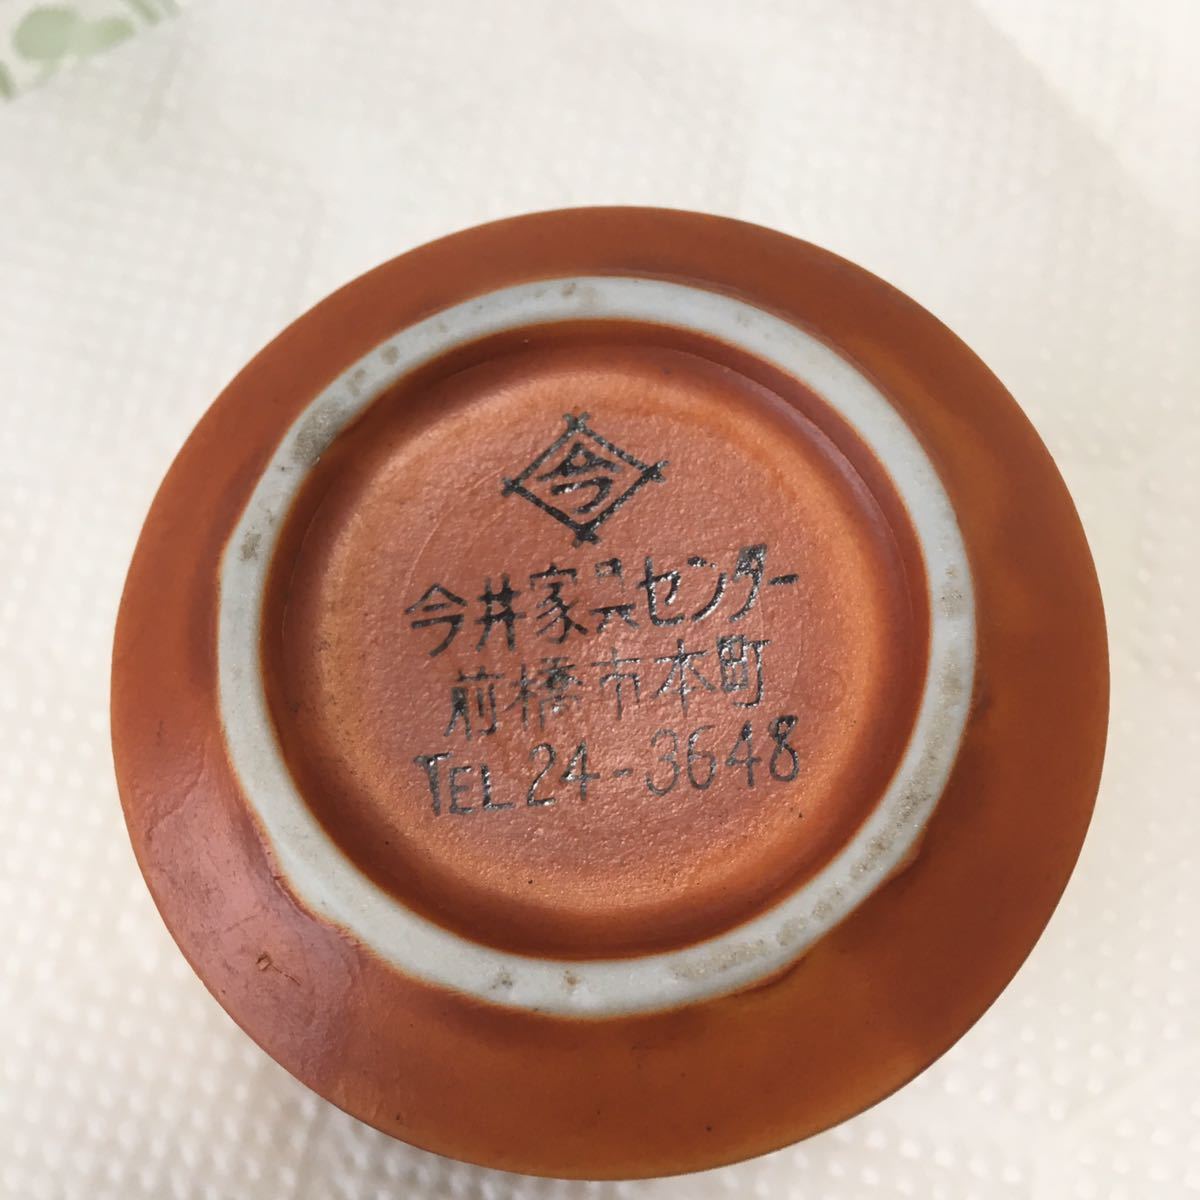 今
今井家具センター
前橋市本町
TEL 24-3648